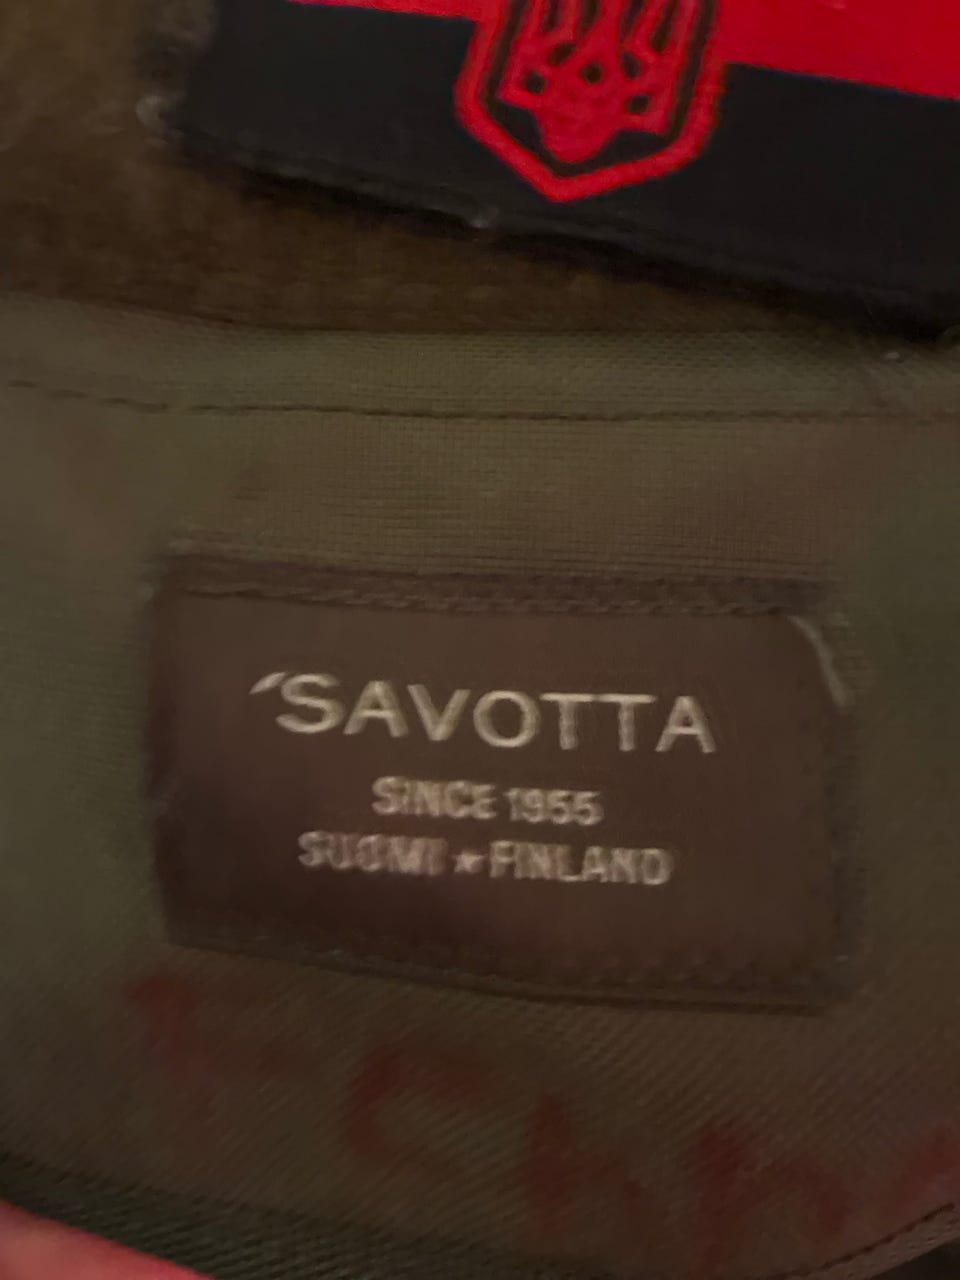 SAVOTTA
SINCE 1955
SUOMI ★ FINLAND